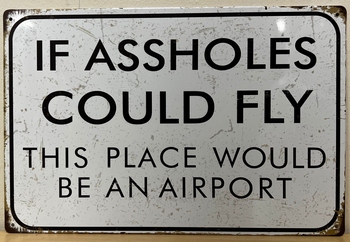 IF ASSHOLES
COULD FLY
THIS PLACE WOULD
BE AN AIRPORT